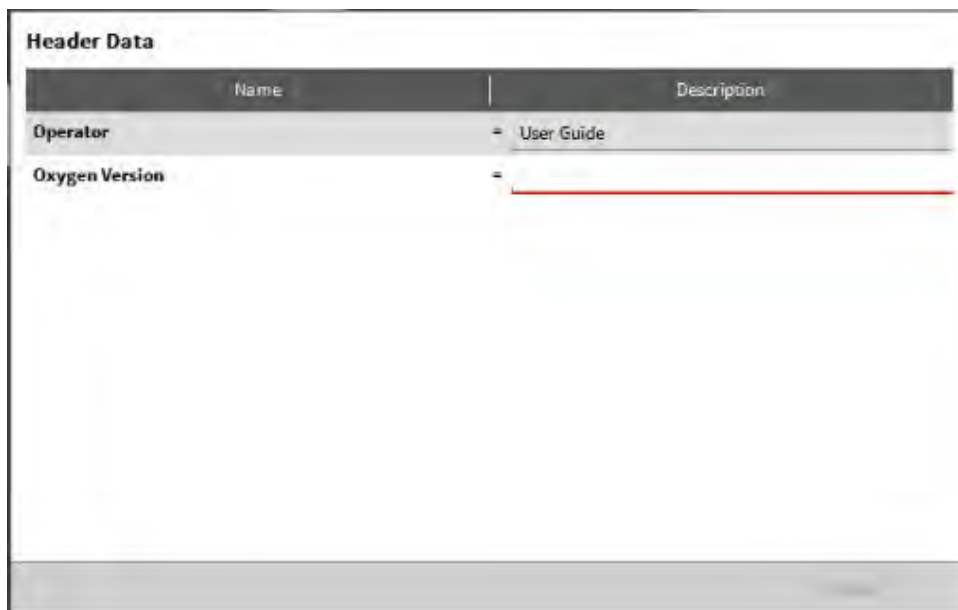 Header Data
Name Description
Operator = User Guide
Oxygen Version =